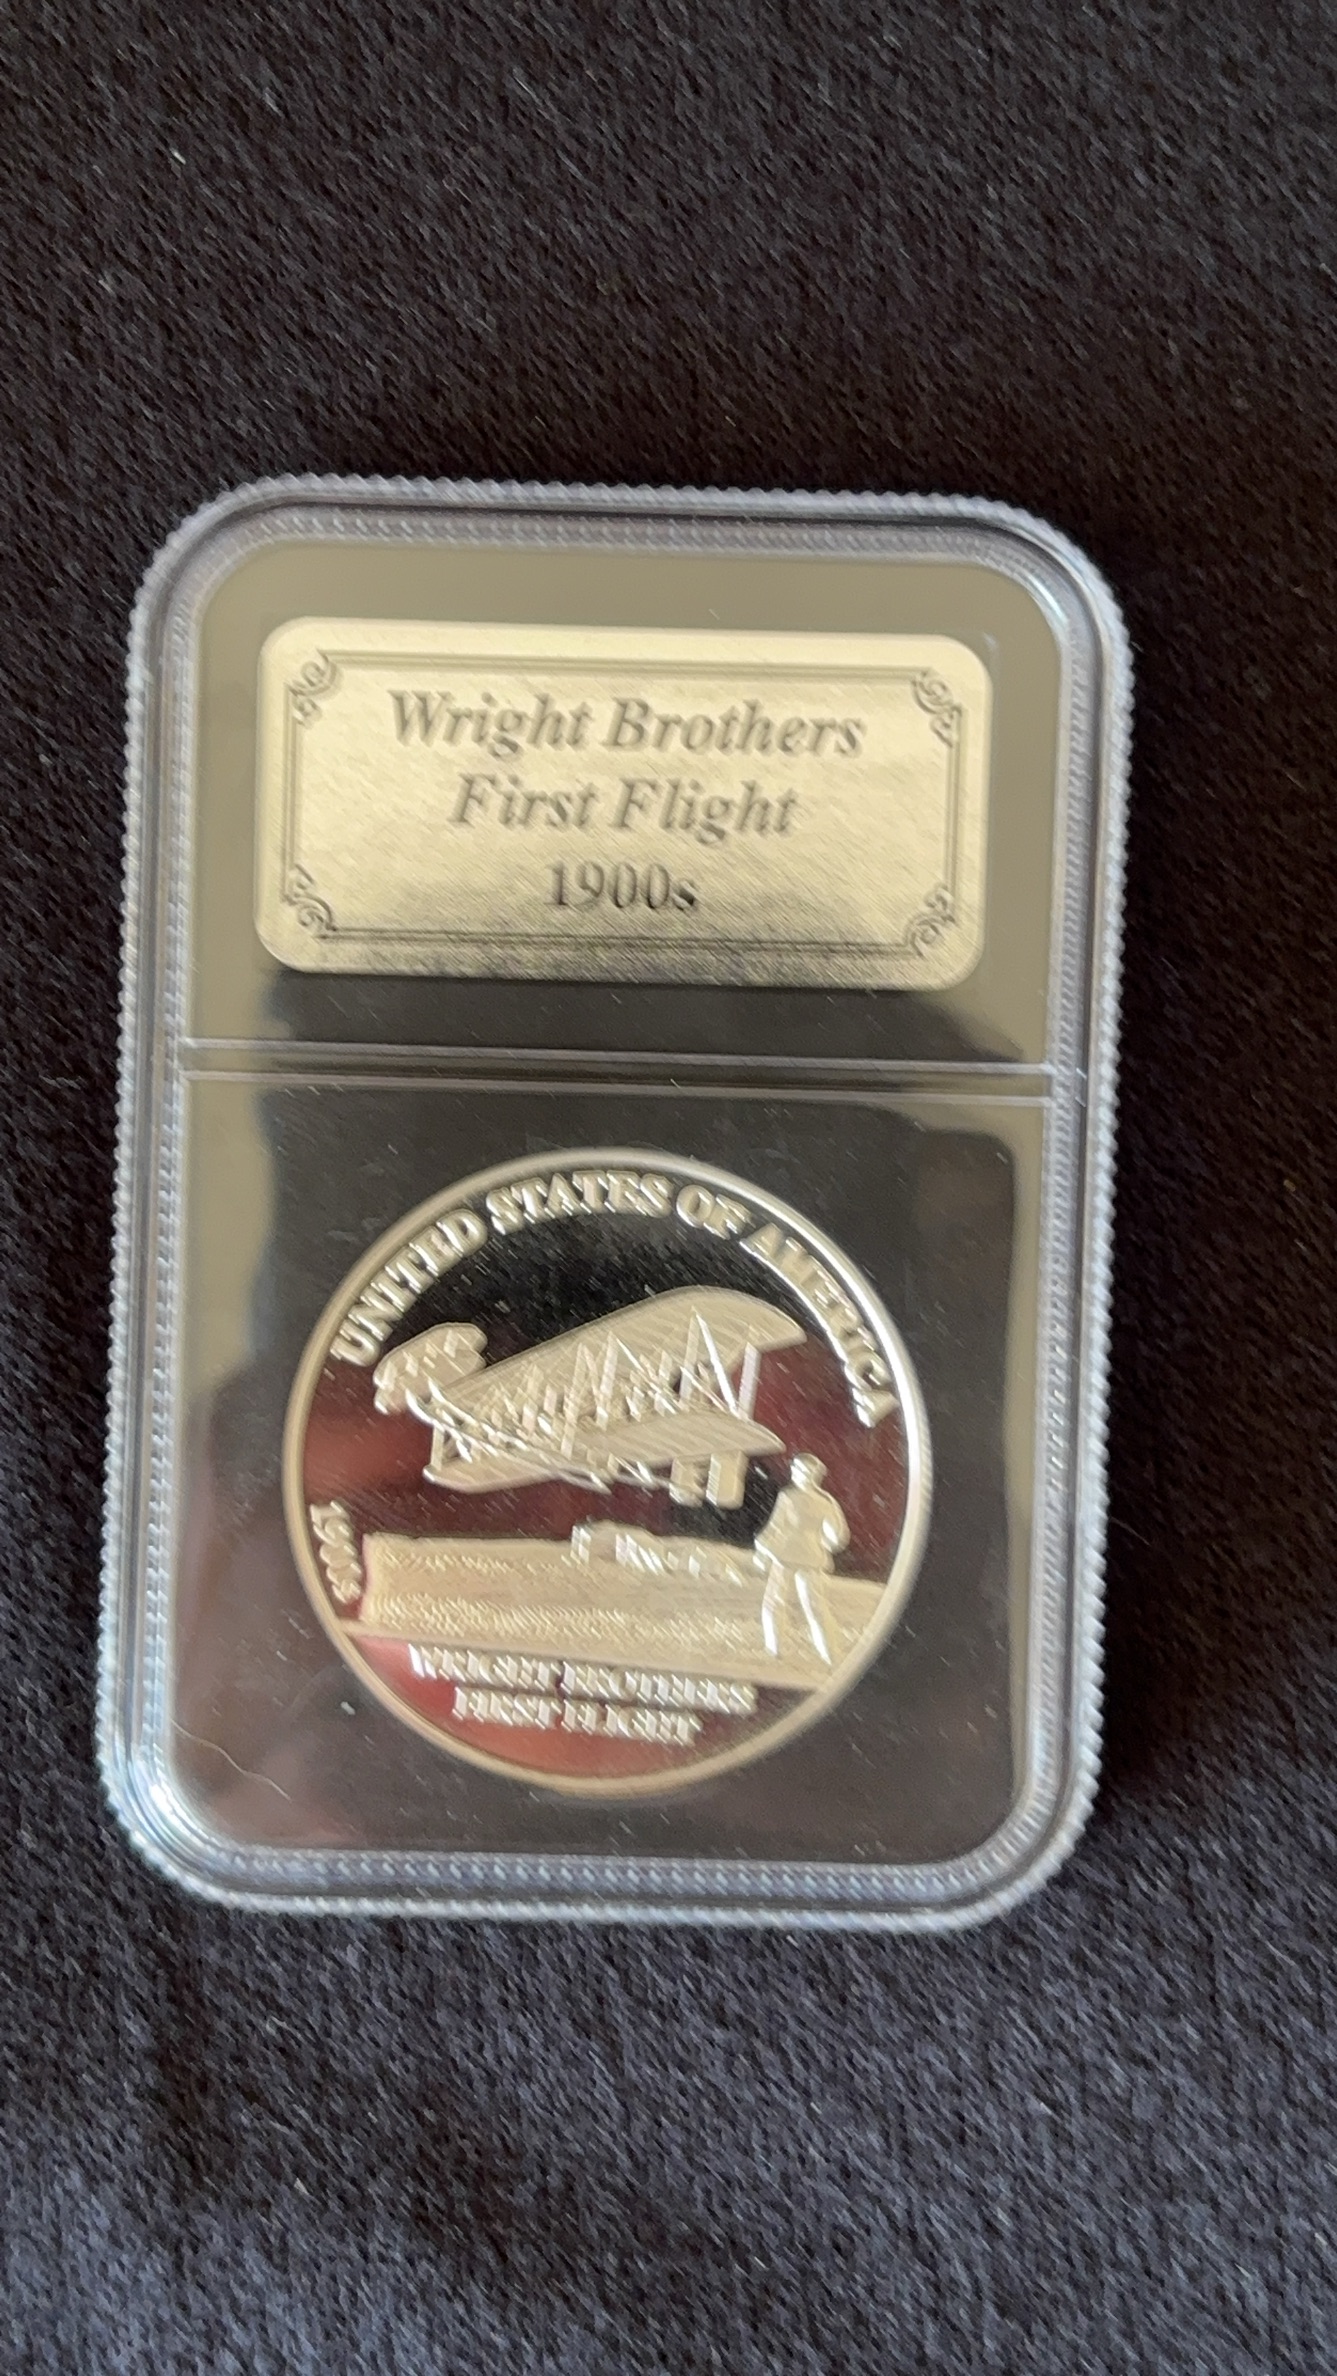 Wright Brothers
First Flight
1900s
UNITED STATES OF AMERICA
1900s
WRIGHT BROTHERS
FIRST FLIGHT